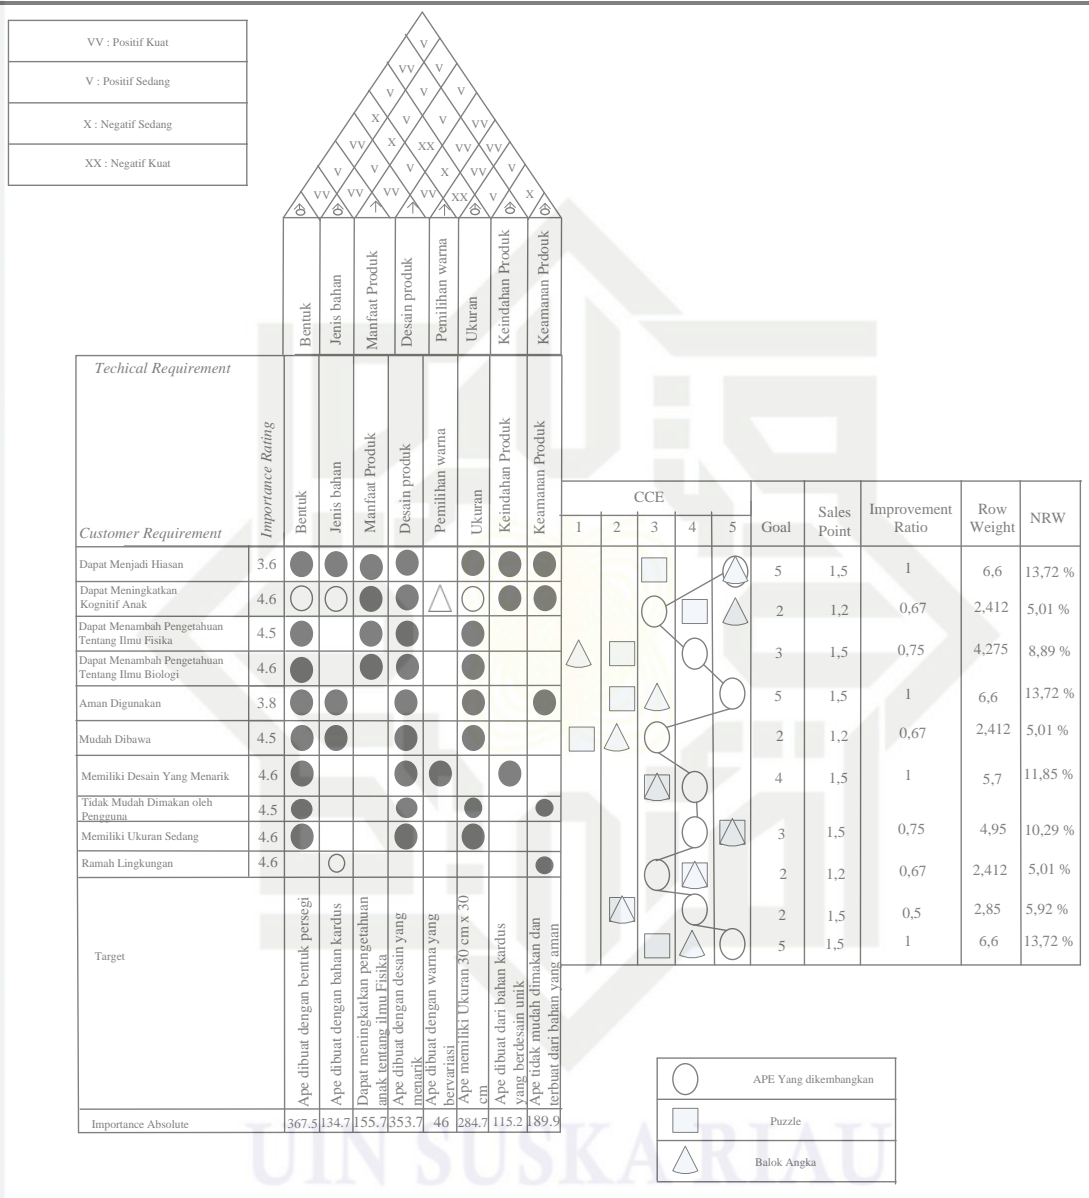 VV : Positif Kuat
V : Positif Sedang
X : Negatif Sedang
XX : Negatif Kuat
V
VV V
V V
X V V VV
VV X XX VV VV
V V V X VV V
VV VV VV VV XX V X
Bentuk
Jenis bahan
Manfaat Produk
Desain produk
Pemilihan warna
Ukuran
Keindahan Produk
Keamanan Prdouk
Techical Requirement
Customer Requirement
Importance Rating
Bentuk
Jenis bahan
Manfaat Produk
Desain produk
Pemilihan warna
Ukuran
Keindahan Produk
Keamanan Produk
CCE
1 2 3 4 5
Goal
Sales
Point
Improvement
Ratio
Row
Weight
NRW
Dapat Menjadi Hiasan 3.6
Dapat Meningkatkan
Kognitif Anak 4.6
Dapat Menambah Pengetahuan
Tentang Ilmu Fisika 4.5
Dapat Menambah Pengetahuan
Tentang Ilmu Biologi 4.6
Aman Digunakan 3.8
Mudah Dibawa 4.5
Memiliki Desain Yang Menarik 4.6
Tidak Mudah Dimakan oleh
Pengguna 4.5
Memiliki Ukuran Sedang 4.6
Ramah Lingkungan 4.6
5 1,5 1 6,6 13,72 %
2 1,2 0,67 2,412 5,01 %
3 1,5 0,75 4,275 8,89 %
5 1,5 1 6,6 13,72 %
2 1,2 0,67 2,412 5,01 %
4 1,5 1 5,7 11,85 %
3 1,5 0,75 4,95 10,29 %
2 1,2 0,67 2,412 5,01 %
2 1,5 0,5 2,85 5,92 %
5 1,5 1 6,6 13,72 %
Target
Ape dibuat dengan bentuk persegi
Ape dibuat dengan bahan kardus
Dapat meningkatkan pengetahuan
anak tentang ilmu Fisika
Ape dibuat dengan desain yang
menarik
Ape dibuat dengan warna yang
bervariasi
Ape memiliki Ukuran 30 cm x 30
cm
Ape dibuat dari bahan kardus
yang berdesain unik
Ape tidak mudah dimakan dan
terbuat dari bahan yang aman
Importance Absolute 367.5 134.7 155.7 353.7 46 284.7 115.2 189.9
APE Yang dikembangkan
Puzzle
Balok Angka
UIN SUSKA RIAU